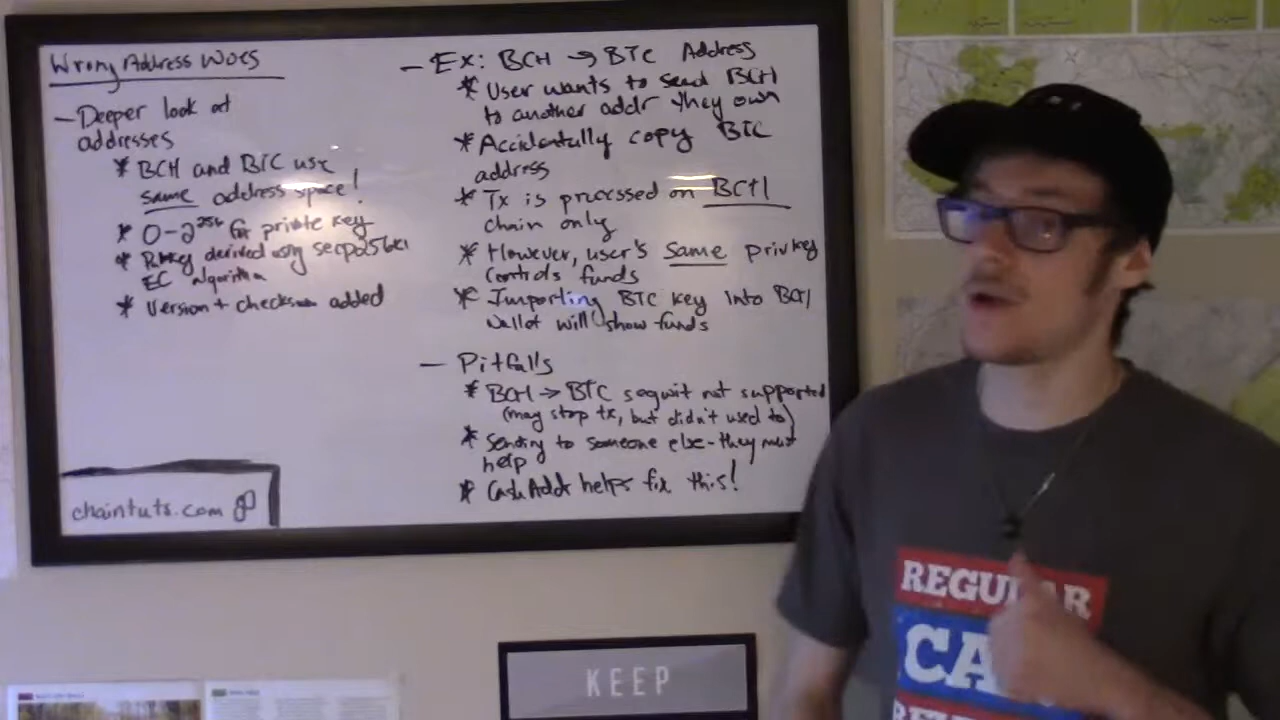 Wrong Address Woes
- Deeper look at
addresses
* BCH and BTC use
same address space!
* 0-2^256 for private key
* Pubkey derived using secp256k1
EC algorithm
* Version + checksum added
chaintuts.com
- Ex: BCH → BTC Address
* User wants to send BCH
to another addr they own
* Accidentally copy BTC
address
* Tx is processed on BCH
chain only
* However, user's same privkey
controls funds
* Importing BTC key into BCH
wallet will show funds
- Pitfalls
* BCH → BTC segwit not supported
(may stop tx, but didn't used to)
* Sending to someone else - they must
help
* CashAddr helps fix this!
REGULAR
KEEP